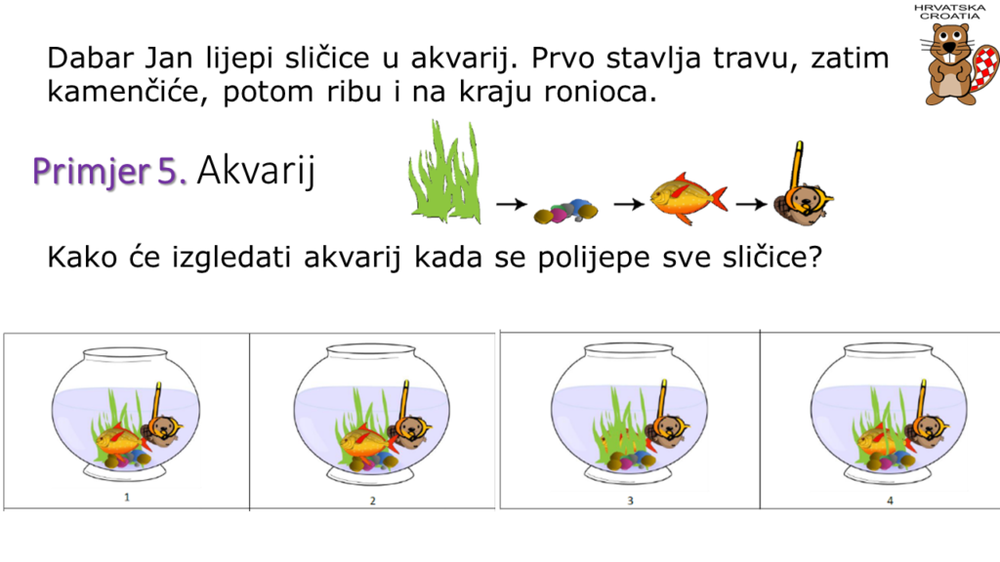 HRVATSKA
CROATIA
Dabar Jan lijepi sličice u akvarij. Prvo stavlja travu, zatim
kamenčiće, potom ribu i na kraju ronioca.
Primjer 5. Akvarij
Kako će izgledati akvarij kada se polijepe sve sličice?
1
2
3
4